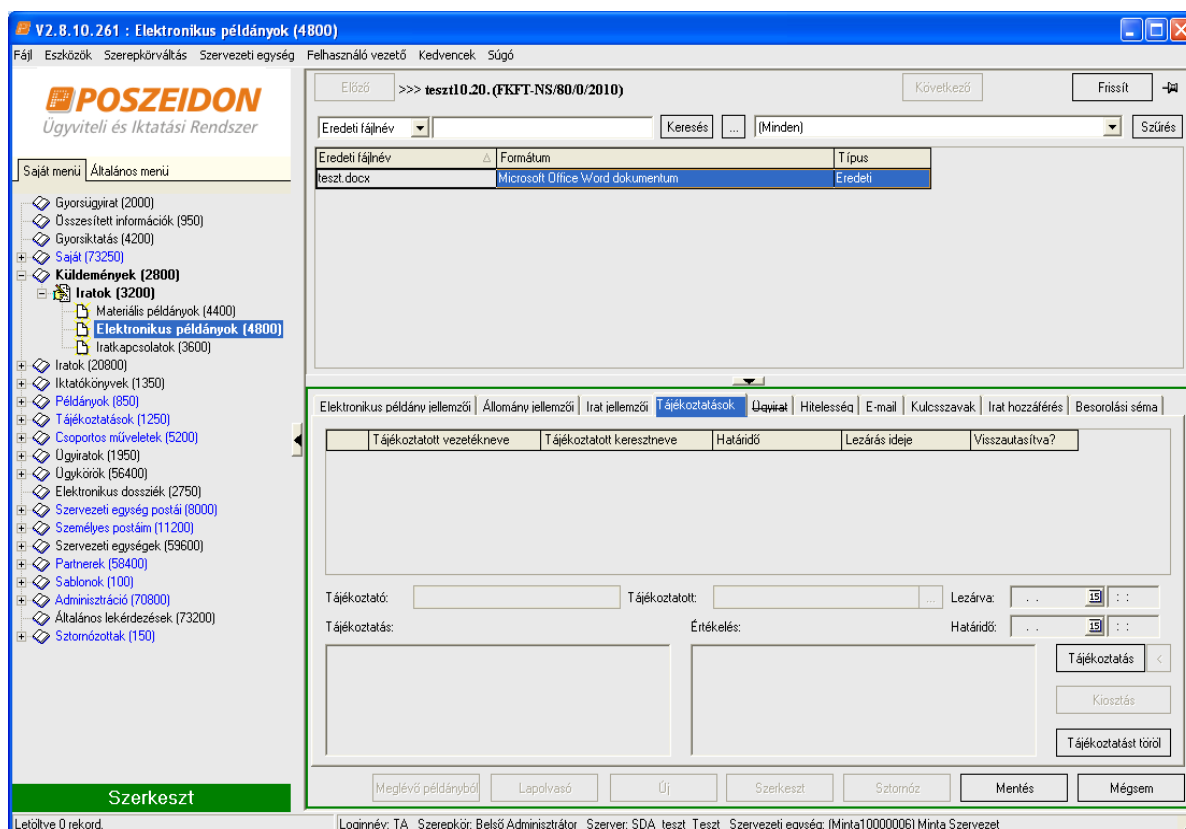 V2.8.10.261 : Elektronikus példányok (4800)
Fájl Eszközök Szerepkörváltás Szervezeti egység Felhasználó vezető Kedvencek Súgó
POSZEIDON
Ügyviteli és Iktatási Rendszer
Saját menü Általános menü
Gyorsügyirat (2000)
Összesített információk (950)
Gyorsiktatás (4200)
Saját (73250)
Küldemények (2800)
Iratok (3200)
Materiális példányok (4400)
Elektronikus példányok (4800)
Iratkapcsolatok (3600)
Iratok (20800)
Iktatókönyvek (1350)
Példányok (850)
Tájékoztatások (1250)
Csoportos műveletek (5200)
Ügyiratok (1950)
Ügykörök (56400)
Elektronikus dossziék (2750)
Szervezeti egység postái (8000)
Személyes postáim (11200)
Szervezeti egységek (59600)
Partnerek (58400)
Sablonok (100)
Adminisztráció (70800)
Általános lekérdezések (73200)
Sztornózottak (150)
Szerkeszt
Előző >>> teszt10.20. (FKFT-NS/80/0/2010) Következő Frissít
Eredeti fájlnév Keresés ... (Minden) Szűrés
Eredeti fájlnév Formátum Típus
teszt.docx Microsoft Office Word dokumentum Eredeti
Elektronikus példány jellemzői Állomány jellemzői Irat jellemzői Tájékoztatások Ügyirat Hitelesség E-mail Kulcsszavak Irat hozzáférés Besorolási séma
Tájékoztatott vezetékneve Tájékoztatott keresztneve Határidő Lezárás ideje Visszautasítva?
Tájékoztató: Tájékoztatott: ... Lezárva: . . 15 : :
Tájékoztatás: Értékelés: Határidő: . . 15 : :
Tájékoztatás <
Kiosztás
Tájékoztatást töröl
Meglévő példányból Lapolvasó Új Szerkeszt Sztornóz Mentés Mégsem
Letöltve 0 rekord. Loginnév: TA Szerepkör: Belső Adminisztrátor Szerver: SDA_teszt_Teszt Szervezeti egység: (Minta10000006) Minta Szervezet